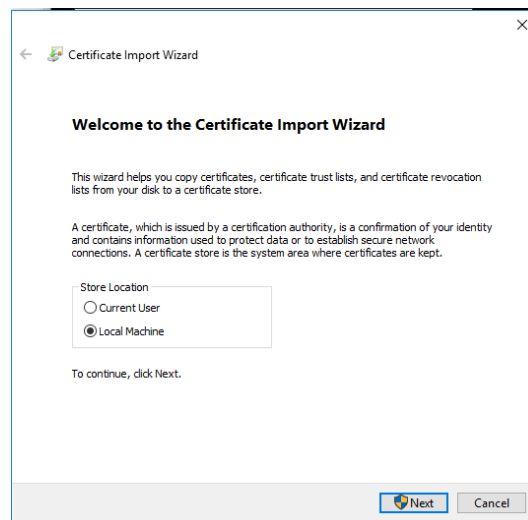 Certificate Import Wizard
Welcome to the Certificate Import Wizard
This wizard helps you copy certificates, certificate trust lists, and certificate revocation
lists from your disk to a certificate store.
A certificate, which is issued by a certification authority, is a confirmation of your identity
and contains information used to protect data or to establish secure network
connections. A certificate store is the system area where certificates are kept.
Store Location
Current User
Local Machine
To continue, click Next.
Next Cancel